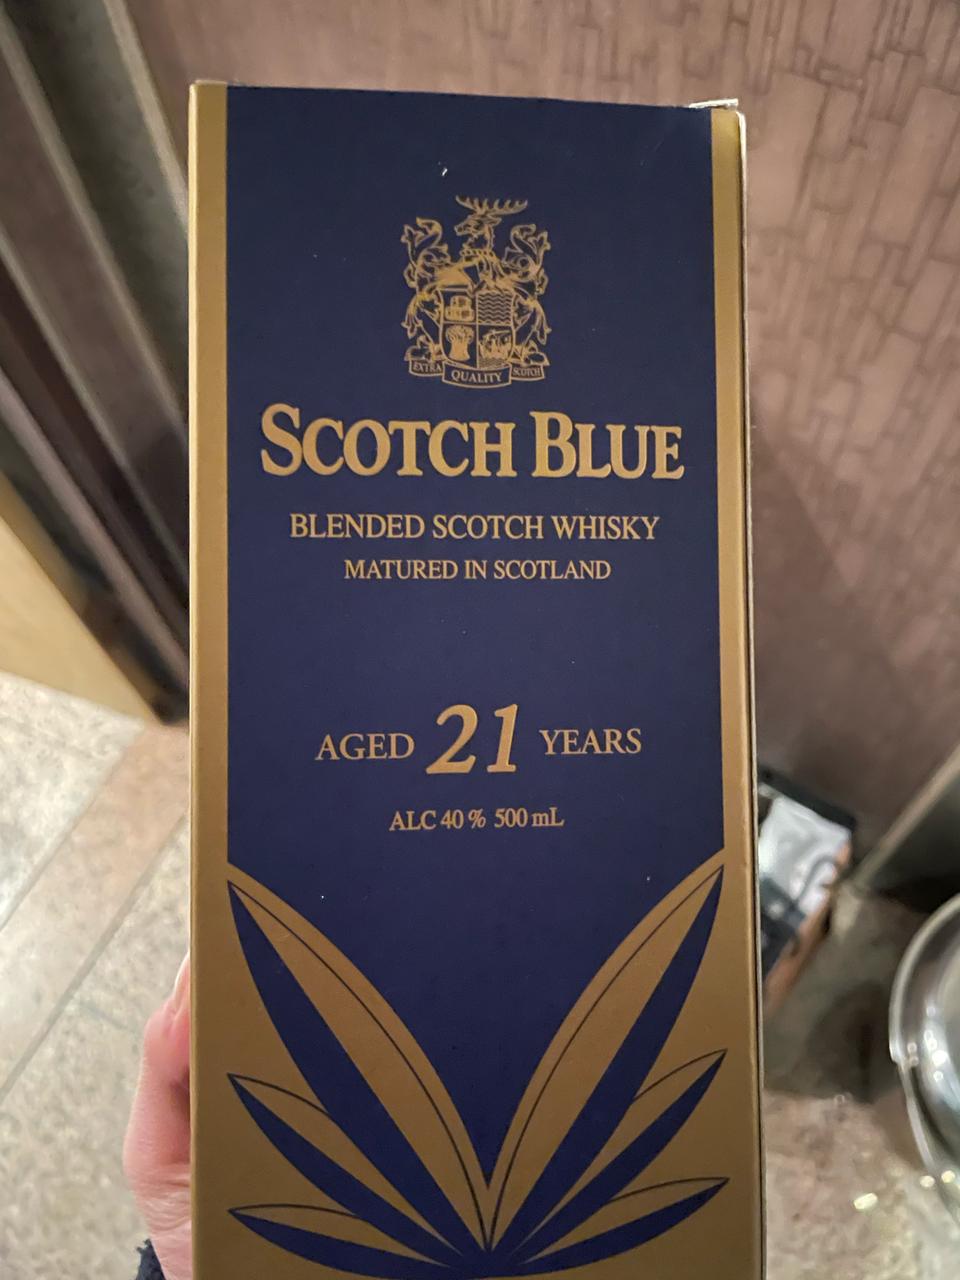 EXTRA QUALITY SCOTCH
SCOTCH BLUE
BLENDED SCOTCH WHISKY
MATURED IN SCOTLAND
AGED 21 YEARS
ALC 40 % 500 mL